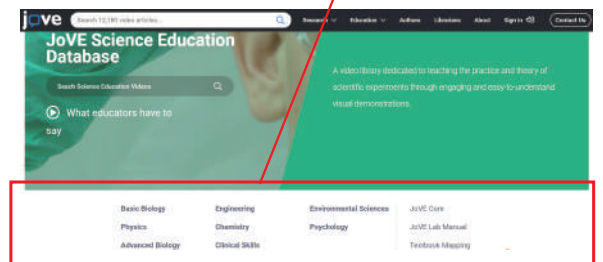 jove Search 12,181 video articles... Research Education Authors Librarians About Sign In Contact Us
JoVE Science Education
Database
Search Science Education Videos
What educators have to
say
A video library dedicated to teaching the practice and theory of
scientific experiments through engaging and easy-to-understand
visual demonstrations.
Basic Biology Engineering Environmental Sciences JoVE Core
Physics Chemistry Psychology JoVE Lab Manual
Advanced Biology Clinical Skills Textbook Mapping